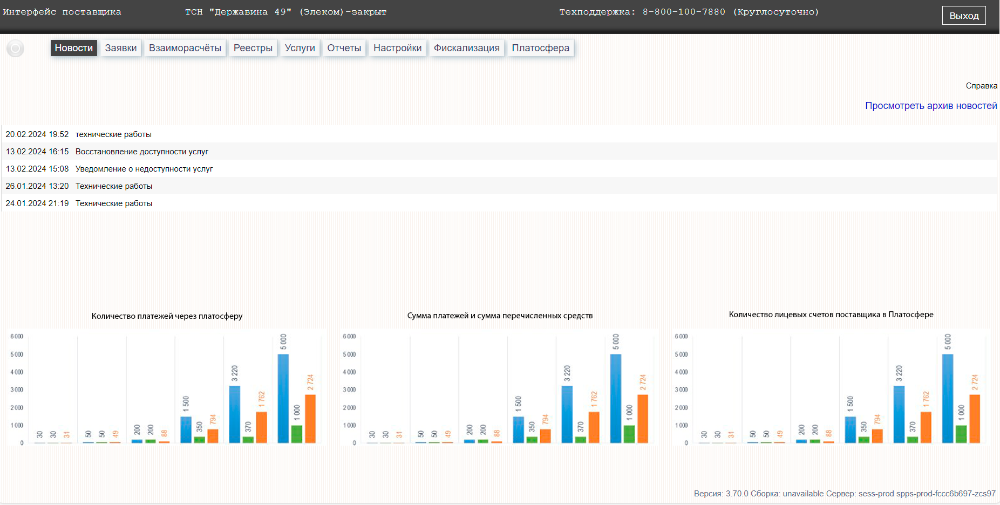 Интерфейс поставщика ТСН "Державина 49" (Элеком)-закрыт Техподдержка: 8-800-100-7880 (Круглосуточно) Выход
Новости Заявки Взаиморасчёты Реестры Услуги Отчеты Настройки Фискализация Платосфера
Справка
Просмотреть архив новостей
20.02.2024 19:52 технические работы
13.02.2024 16:15 Восстановление доступности услуг
13.02.2024 15:08 Уведомление о недоступности услуг
26.01.2024 13:20 Технические работы
24.01.2024 21:19 Технические работы
Количество платежей через платосферу
6 000
5 000
4 000
3 000
2 000
1 000
0
30 30 31 50 50 49 200 200 88 1 500 350 794 3 220 370 1 762 5 000 1 000 2 724
Сумма платежей и сумма перечисленных средств
6 000
5 000
4 000
3 000
2 000
1 000
0
30 30 31 50 50 49 200 200 88 1 500 350 794 3 220 370 1 762 5 000 1 000 2 724
Количество лицевых счетов поставщика в Платосфере
6 000
5 000
4 000
3 000
2 000
1 000
0
30 30 31 50 50 49 200 200 88 1 500 350 794 3 220 370 1 762 5 000 1 000 2 724
Версия: 3.70.0 Сборка: unavailable Сервер: sess-prod spps-prod-fccc6b697-zcs97